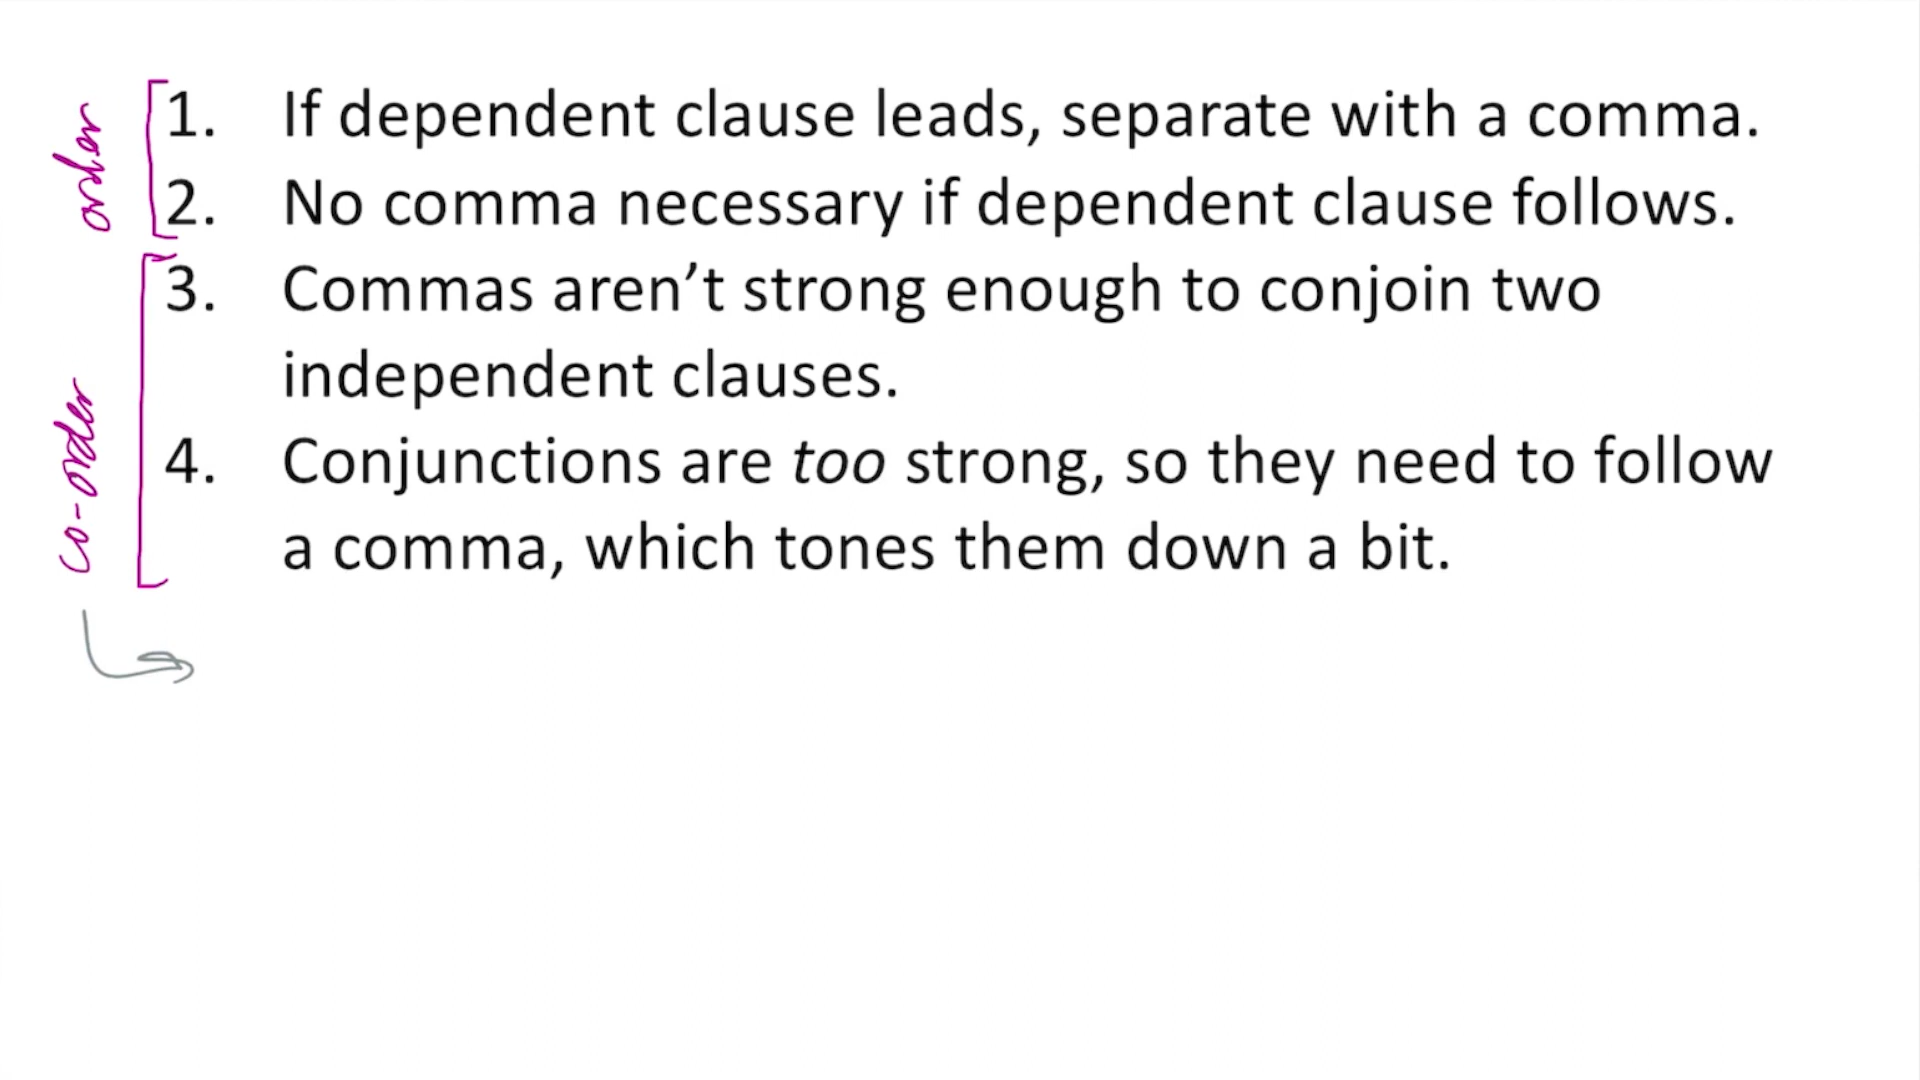 order
1. If dependent clause leads, separate with a comma.
2. No comma necessary if dependent clause follows.
co-order
3. Commas aren’t strong enough to conjoin two
independent clauses.
4. Conjunctions are too strong, so they need to follow
a comma, which tones them down a bit.